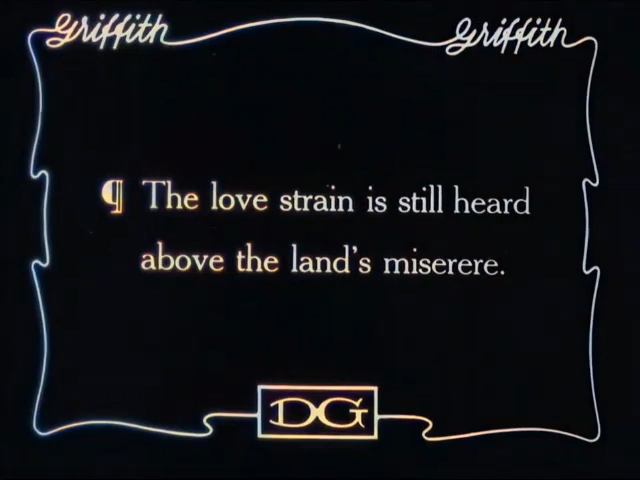 Griffith Griffith
¶ The love strain is still heard
above the land's miserere.
DG